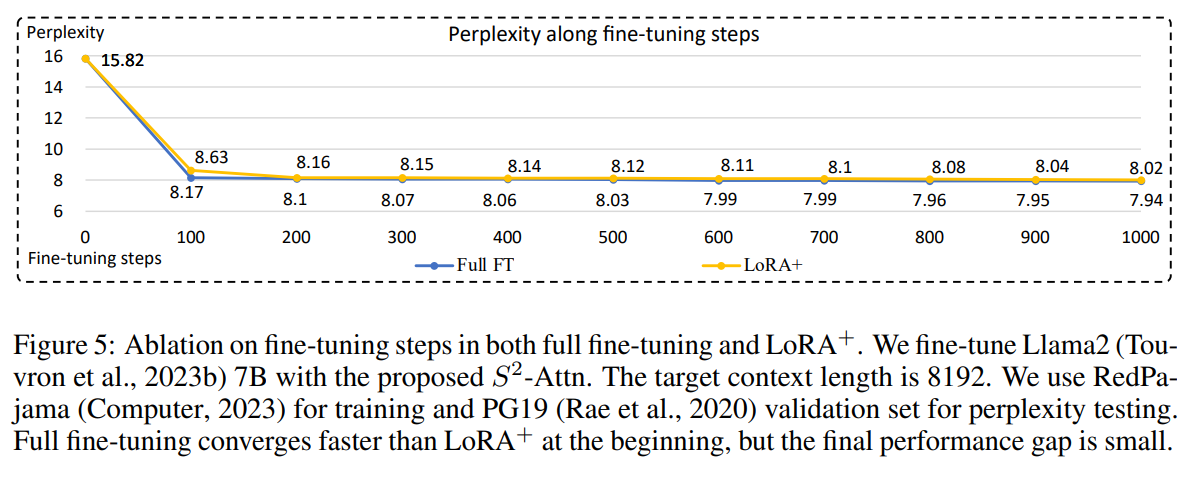 Perplexity
Perplexity along fine-tuning steps
16
15.82
14
12
10
8.63 8.16 8.15 8.14 8.12 8.11 8.1 8.08 8.04 8.02
8
8.17 8.1 8.07 8.06 8.03 7.99 7.99 7.96 7.95 7.94
6
0 100 200 300 400 500 600 700 800 900 1000
Fine-tuning steps
Full FT LoRA+
Figure 5: Ablation on fine-tuning steps in both full fine-tuning and LoRA⁺. We fine-tune Llama2 (Tou-
vron et al., 2023b) 7B with the proposed S²-Attn. The target context length is 8192. We use RedPa-
jama (Computer, 2023) for training and PG19 (Rae et al., 2020) validation set for perplexity testing.
Full fine-tuning converges faster than LoRA⁺ at the beginning, but the final performance gap is small.